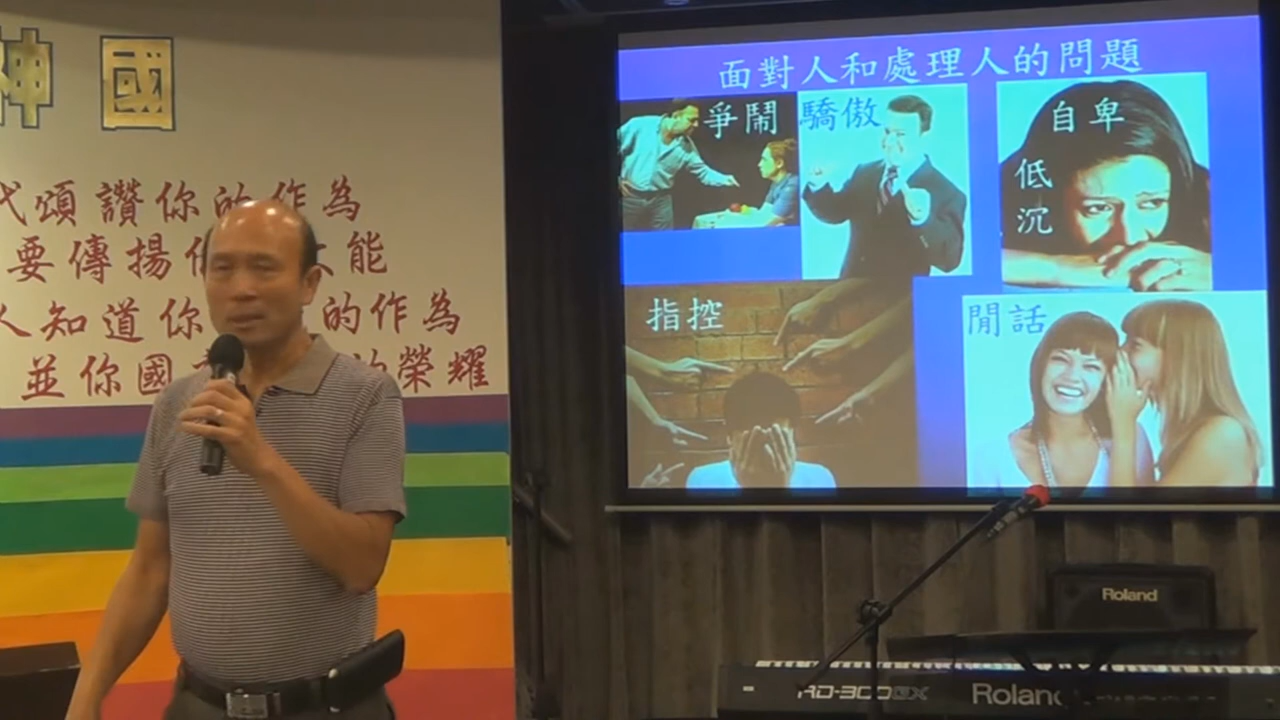 神國
代頌讚你的作為
要傳揚你 大能
人知道你 的作為
並你國 的榮耀
面對人和處理人的問題
爭鬧
驕傲
自卑
低
沉
指控
閒話
Roland
RD-300GX
Roland